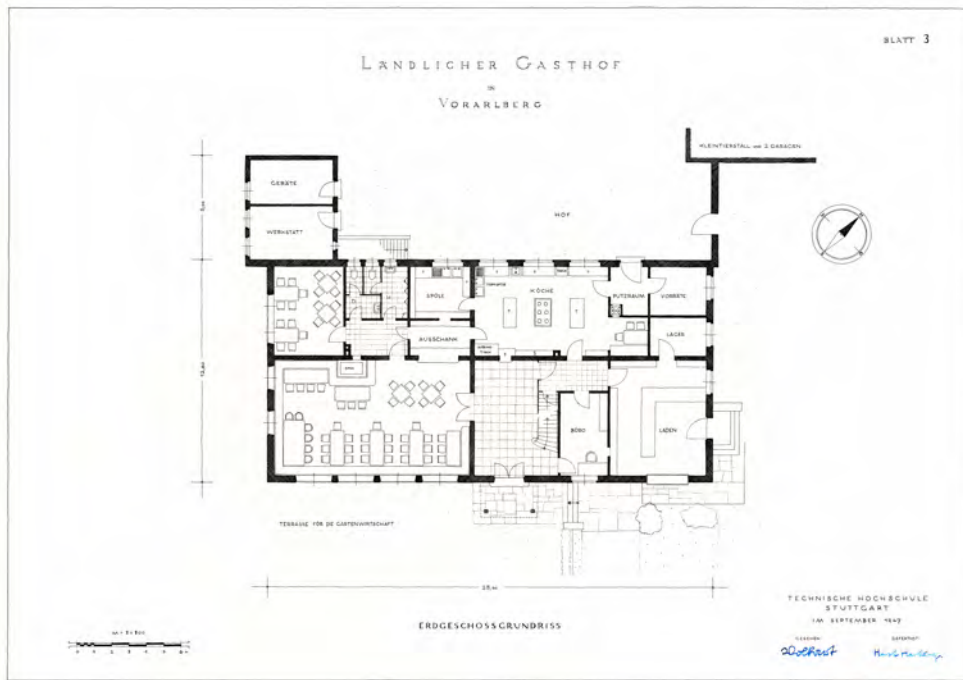 BLATT 3
LÄNDLICHER GASTHOF
IN
VORARLBERG
KLEINTIERSTALL UND 2 GARAGEN
GERÄTE
WERKSTATT
HOF
SPÜLE
KÜCHE
PUTZRAUM
VORRÄTE
AUSSCHANK
LAGER
BÜRO
LADEN
TERRASSE FÜR DIE GARTENWIRTSCHAFT
ERDGESCHOSSGRUNDRISS
TECHNISCHE HOCHSCHULE
STUTTGART
IM SEPTEMBER